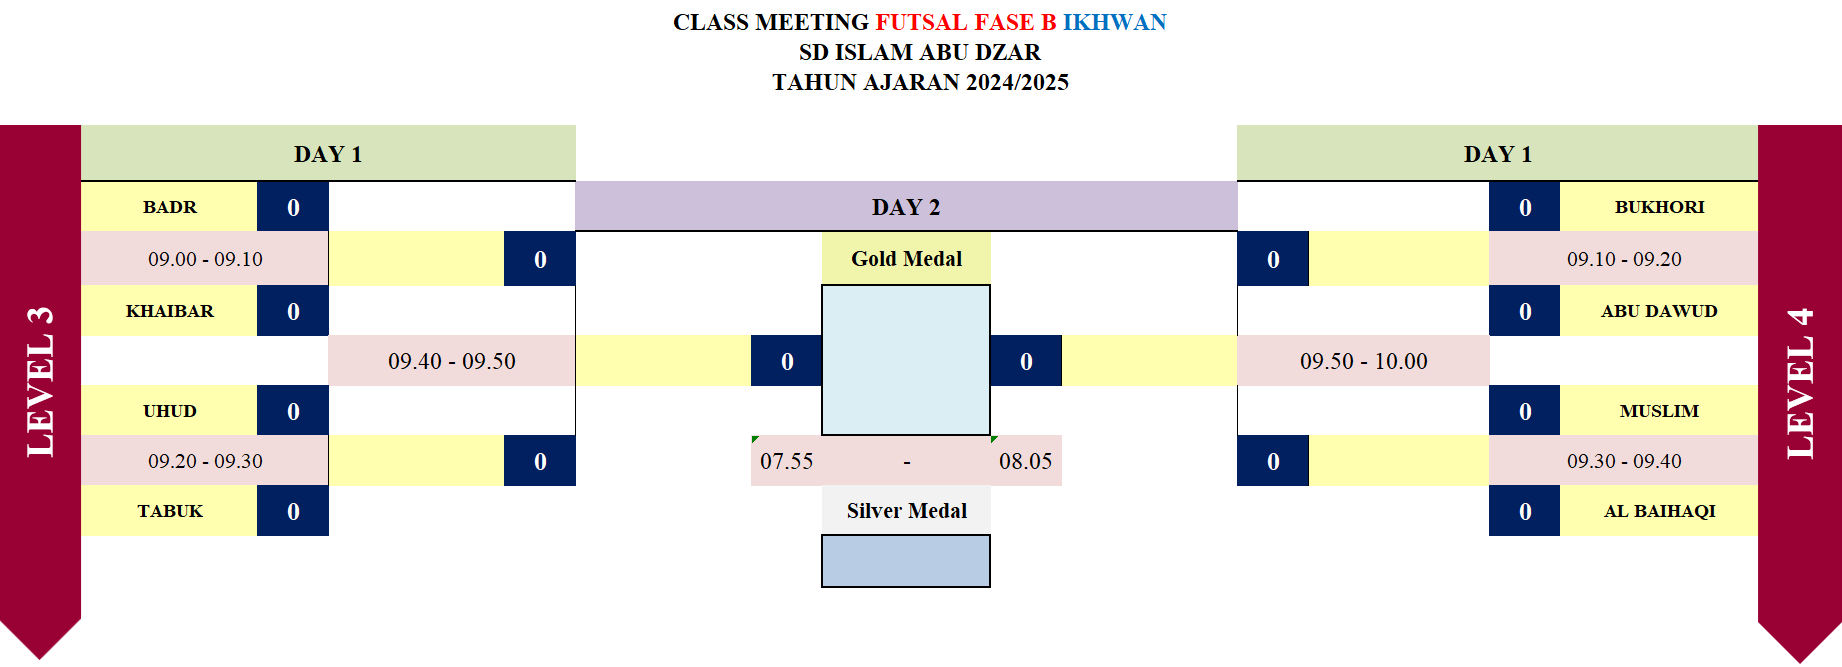 CLASS MEETING FUTSAL FASE B IKHWAN
SD ISLAM ABU DZAR
TAHUN AJARAN 2024/2025
DAY 1
DAY 1
BADR 0
DAY 2
0 BUKHORI
09.00 - 09.10
0
Gold Medal
0
09.10 - 09.20
KHAIBAR 0
0 ABU DAWUD
LEVEL 3
09.40 - 09.50
0
0
09.50 - 10.00
LEVEL 4
UHUD 0
0 MUSLIM
09.20 - 09.30
0
07.55 - 08.05
0
09.30 - 09.40
TABUK 0
Silver Medal
0 AL BAIHAQI